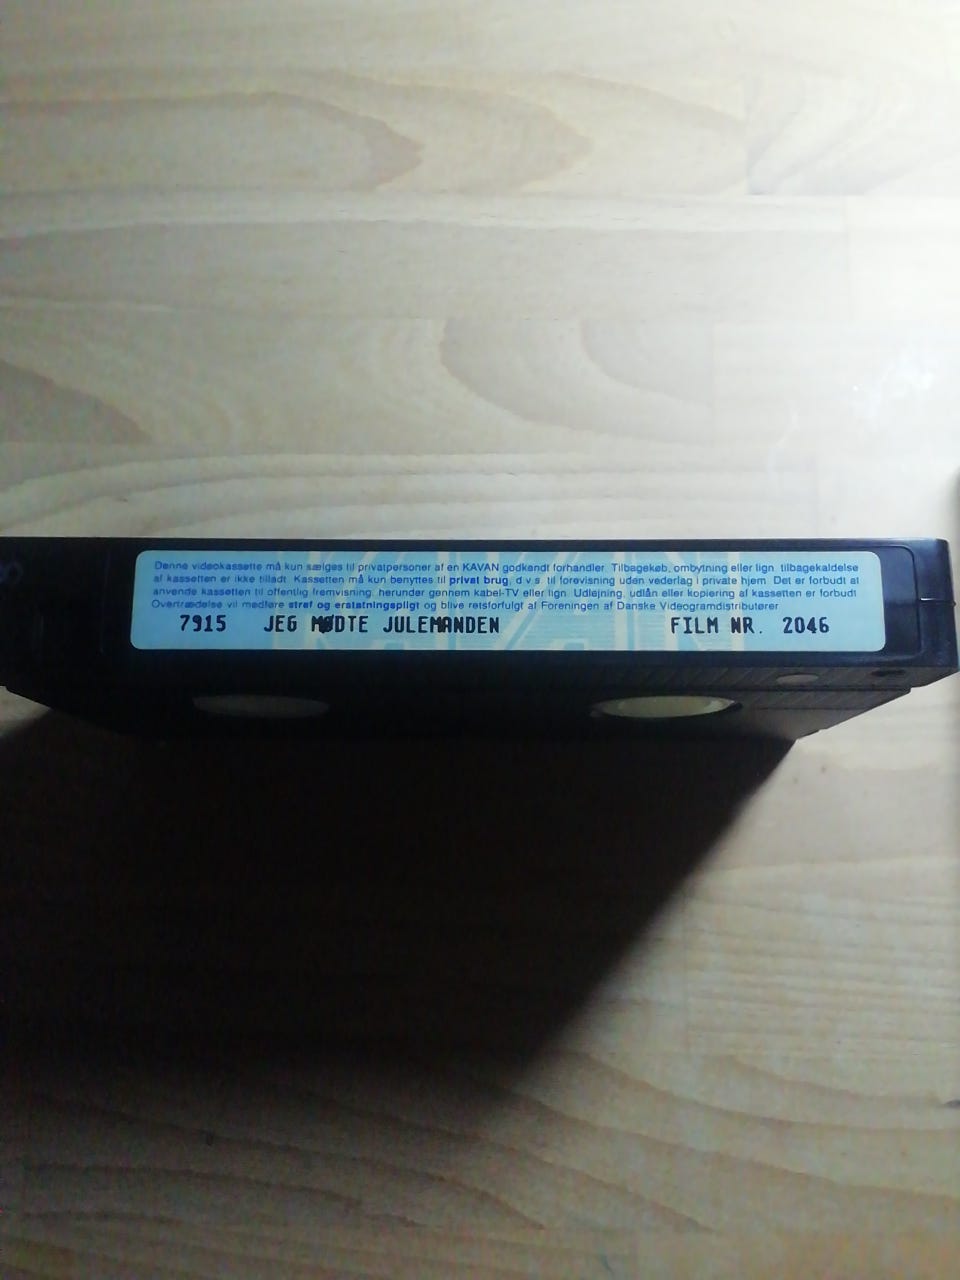 Denne videokassette må kun sælges til privatpersoner af en KAVAN godkendt forhandler. Tilbagekøb, ombytning eller lign. tilbagekaldelse
af kassetten er ikke tilladt. Kassetten må kun benyttes til privat brug, d v s. til forevisning uden vederlag i private hjem. Det er forbudt at
anvende kassetten til offentlig fremvisning, herunder gennem kabel-TV eller lign. Udlejning, udlån eller kopiering af kassetten er forbudt.
Overtrædelse vil medføre straf og erstatningspligt og blive retsforfulgt af Foreningen af Danske Videogramdistributører
7915 JEG MØDTE JULEMANDEN FILM NR. 2046